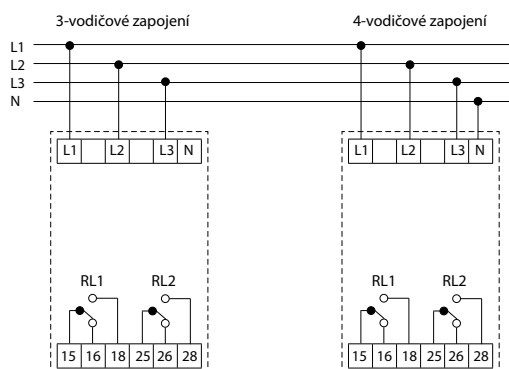 3-vodičové zapojení 4-vodičové zapojení
L1
L2
L3
N
L1 L2 L3 N L1 L2 L3 N
RL1 RL2 RL1 RL2
15 16 18 25 26 28 15 16 18 25 26 28